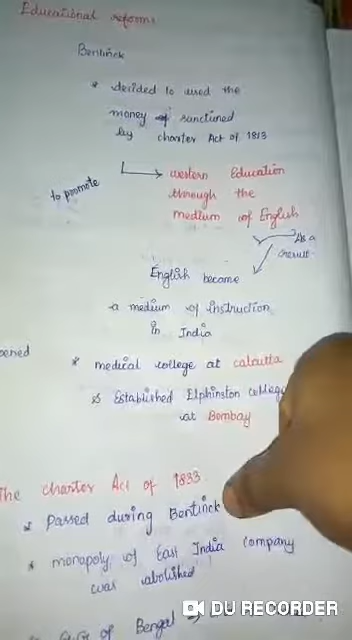 Educational reforms
Bentinck
* decided to used the
money of sanctioned
by charter Act of 1813
to promote
western Education
through the
medium of English
As a
result
English became
a medium of instruction
in India
* medical college at calcutta
* Established Elphinston college
at Bombay
The charter Act of 1833
* Passed during Bentinck
* monopoly of East India company
was abolished
of Bengal →
DU RECORDER